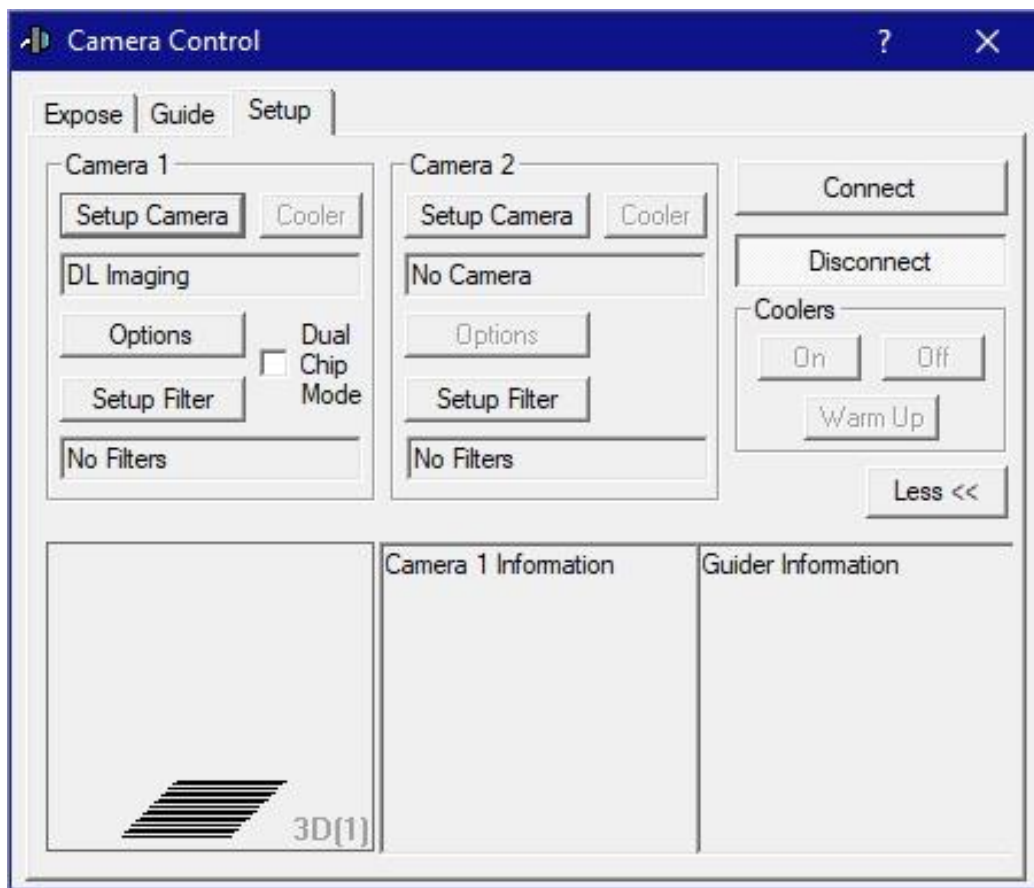 Camera Control
?
Expose Guide Setup
Camera 1
Setup Camera Cooler
DL Imaging
Options
Dual
Chip
Mode
Setup Filter
No Filters
Camera 2
Setup Camera Cooler
No Camera
Options
Setup Filter
No Filters
Connect
Disconnect
Coolers
On Off
Warm Up
Less <<
3D(1)
Camera 1 Information
Guider Information